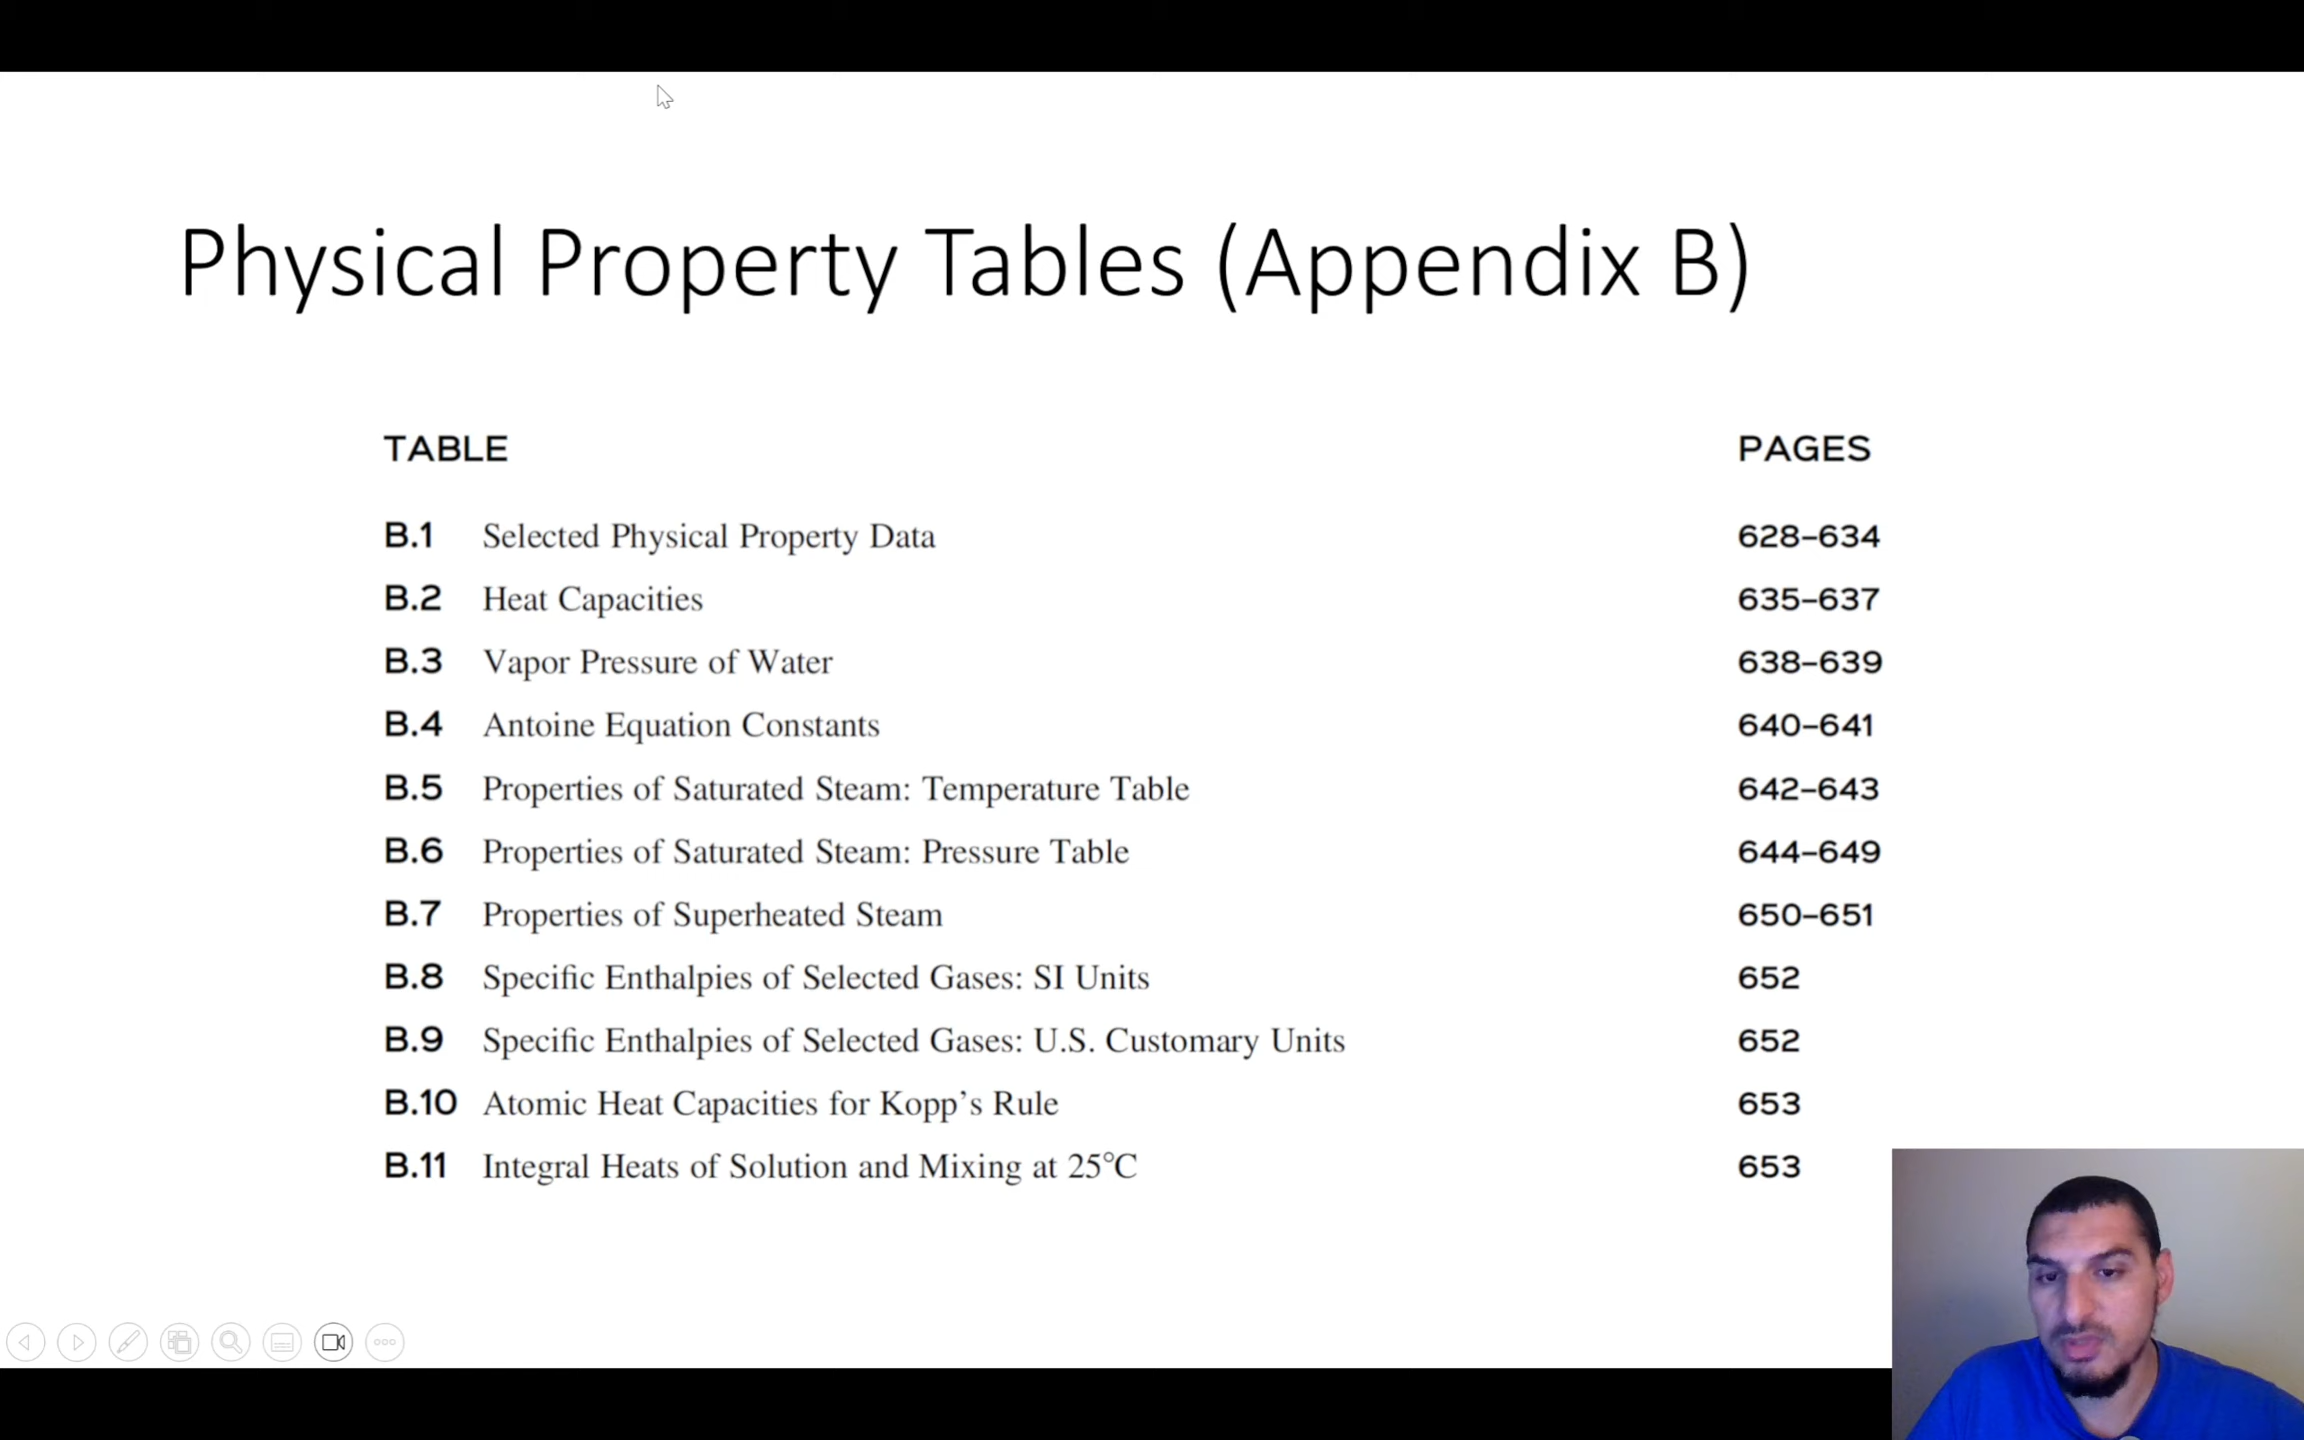 Physical Property Tables (Appendix B)
TABLE PAGES
B.1 Selected Physical Property Data 628–634
B.2 Heat Capacities 635–637
B.3 Vapor Pressure of Water 638–639
B.4 Antoine Equation Constants 640–641
B.5 Properties of Saturated Steam: Temperature Table 642–643
B.6 Properties of Saturated Steam: Pressure Table 644–649
B.7 Properties of Superheated Steam 650–651
B.8 Specific Enthalpies of Selected Gases: SI Units 652
B.9 Specific Enthalpies of Selected Gases: U.S. Customary Units 652
B.10 Atomic Heat Capacities for Kopp’s Rule 653
B.11 Integral Heats of Solution and Mixing at 25°C 653